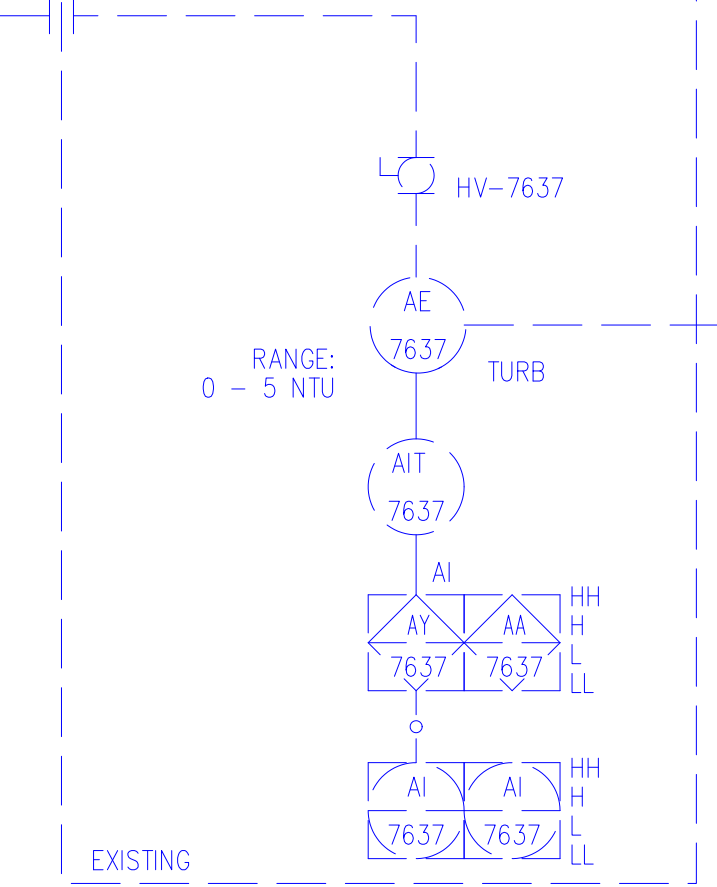 HV-7637
AE
7637
RANGE:
0 - 5 NTU
TURB
AIT
7637
AI
AY
7637
AA
7637
HH
H
L
LL
AI
7637
AI
7637
HH
H
L
LL
EXISTING